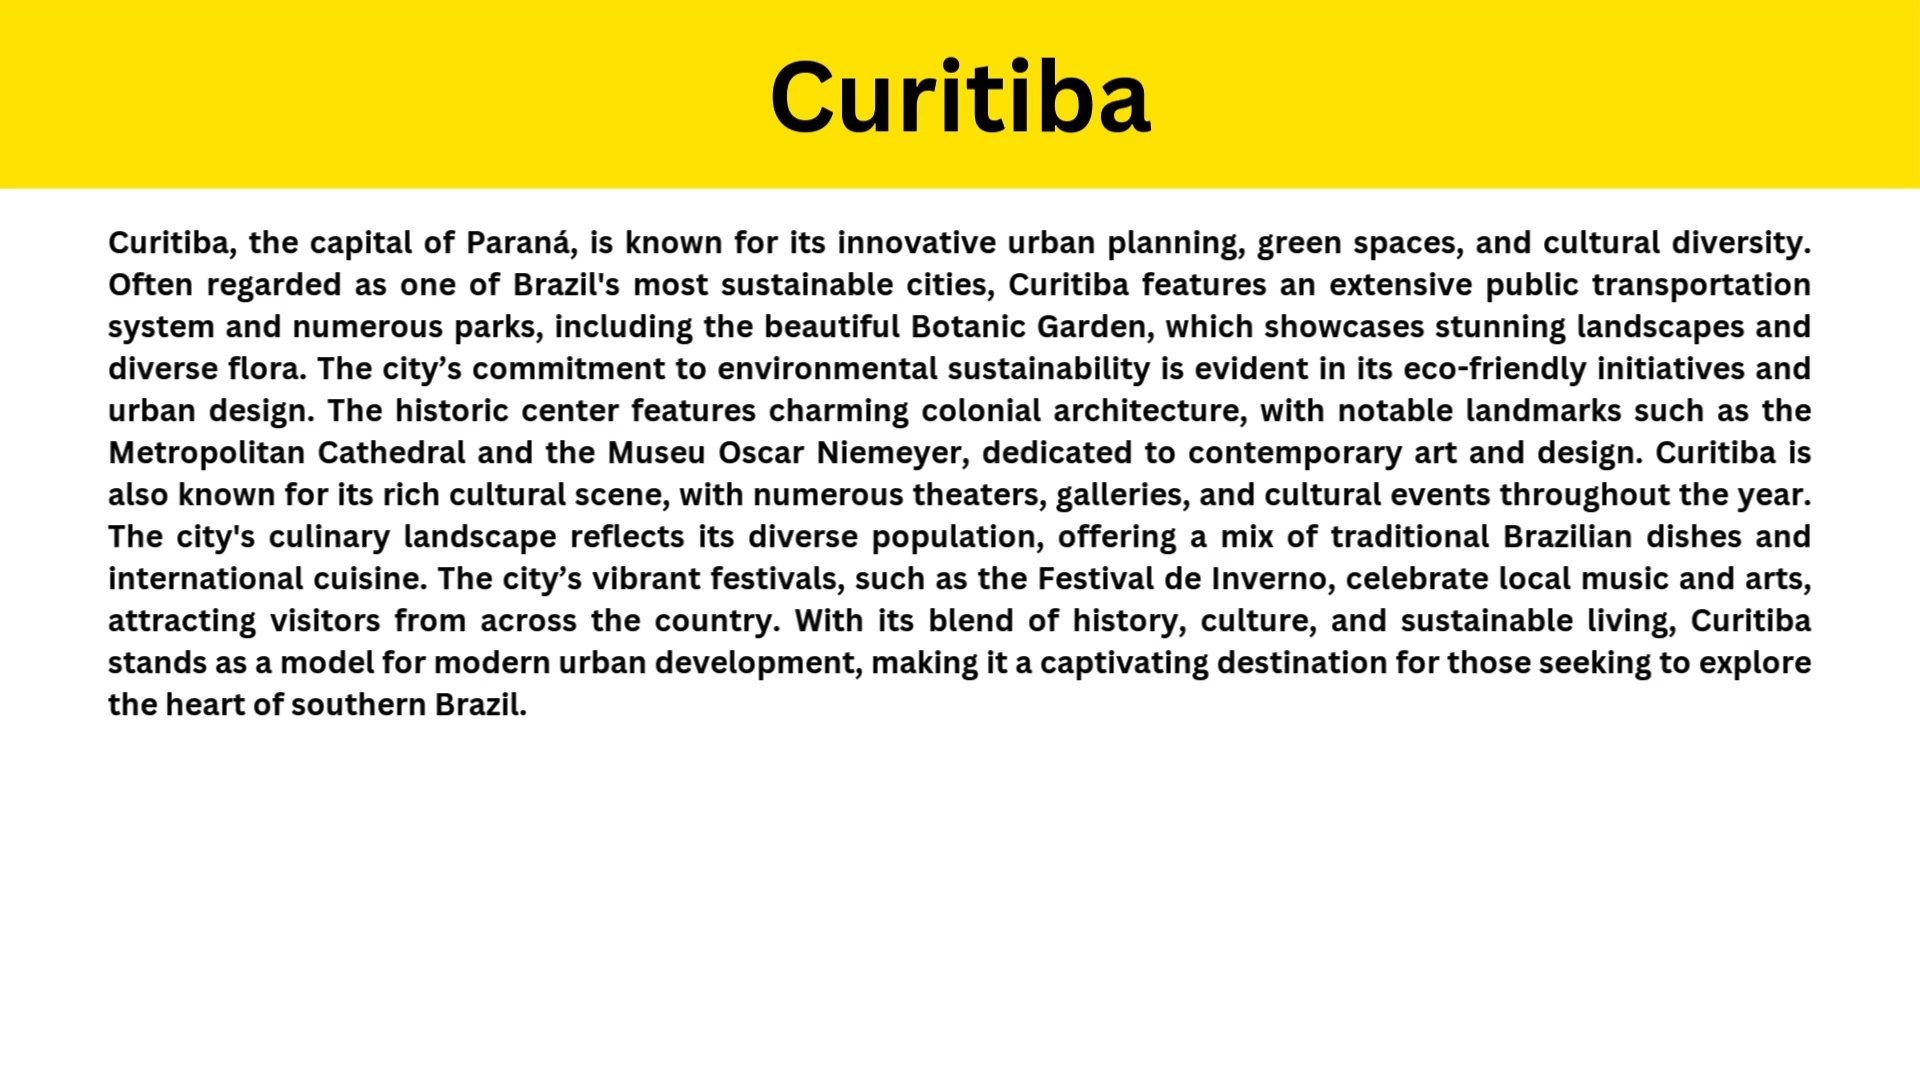 Curitiba
Curitiba, the capital of Paraná, is known for its innovative urban planning, green spaces, and cultural diversity.
Often regarded as one of Brazil's most sustainable cities, Curitiba features an extensive public transportation
system and numerous parks, including the beautiful Botanic Garden, which showcases stunning landscapes and
diverse flora. The city’s commitment to environmental sustainability is evident in its eco-friendly initiatives and
urban design. The historic center features charming colonial architecture, with notable landmarks such as the
Metropolitan Cathedral and the Museu Oscar Niemeyer, dedicated to contemporary art and design. Curitiba is
also known for its rich cultural scene, with numerous theaters, galleries, and cultural events throughout the year.
The city's culinary landscape reflects its diverse population, offering a mix of traditional Brazilian dishes and
international cuisine. The city’s vibrant festivals, such as the Festival de Inverno, celebrate local music and arts,
attracting visitors from across the country. With its blend of history, culture, and sustainable living, Curitiba
stands as a model for modern urban development, making it a captivating destination for those seeking to explore
the heart of southern Brazil.